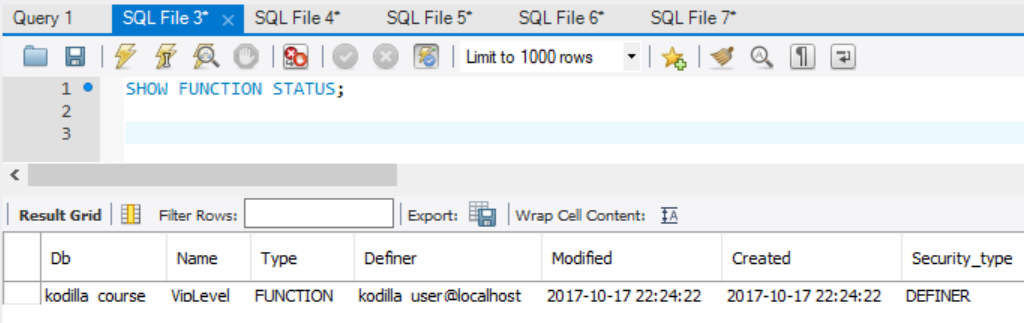 Query 1 SQL File 3* × SQL File 4* SQL File 5* SQL File 6* SQL File 7*
Limit to 1000 rows
1 SHOW FUNCTION STATUS;
2
3
Result Grid Filter Rows: Export: Wrap Cell Content:
Db Name Type Definer Modified Created Security_type
kodilla_course VipLevel FUNCTION kodilla_user@localhost 2017-10-17 22:24:22 2017-10-17 22:24:22 DEFINER